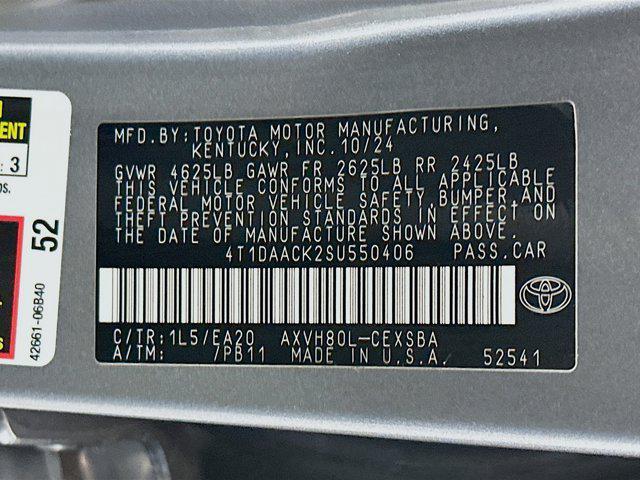 MFD.BY:TOYOTA MOTOR MANUFACTURING,
KENTUCKY,INC.10/24
GVWR 4625LB GAWR FR 2625LB RR 2425LB
THIS VEHICLE CONFORMS TO ALL APPLICABLE
FEDERAL MOTOR VEHICLE SAFETY,BUMPER,AND
THEFT PREVENTION STANDARDS IN EFFECT ON
THE DATE OF MANUFACTURE SHOWN ABOVE.
4T1DAACK2SU550406 PASS.CAR
C/TR:1L5/EA20 AXVH80L-CEXSBA
A/TM: 7PB11 MADE IN U.S.A. 52541
ENT
: 3
os.
52
42661-06B40